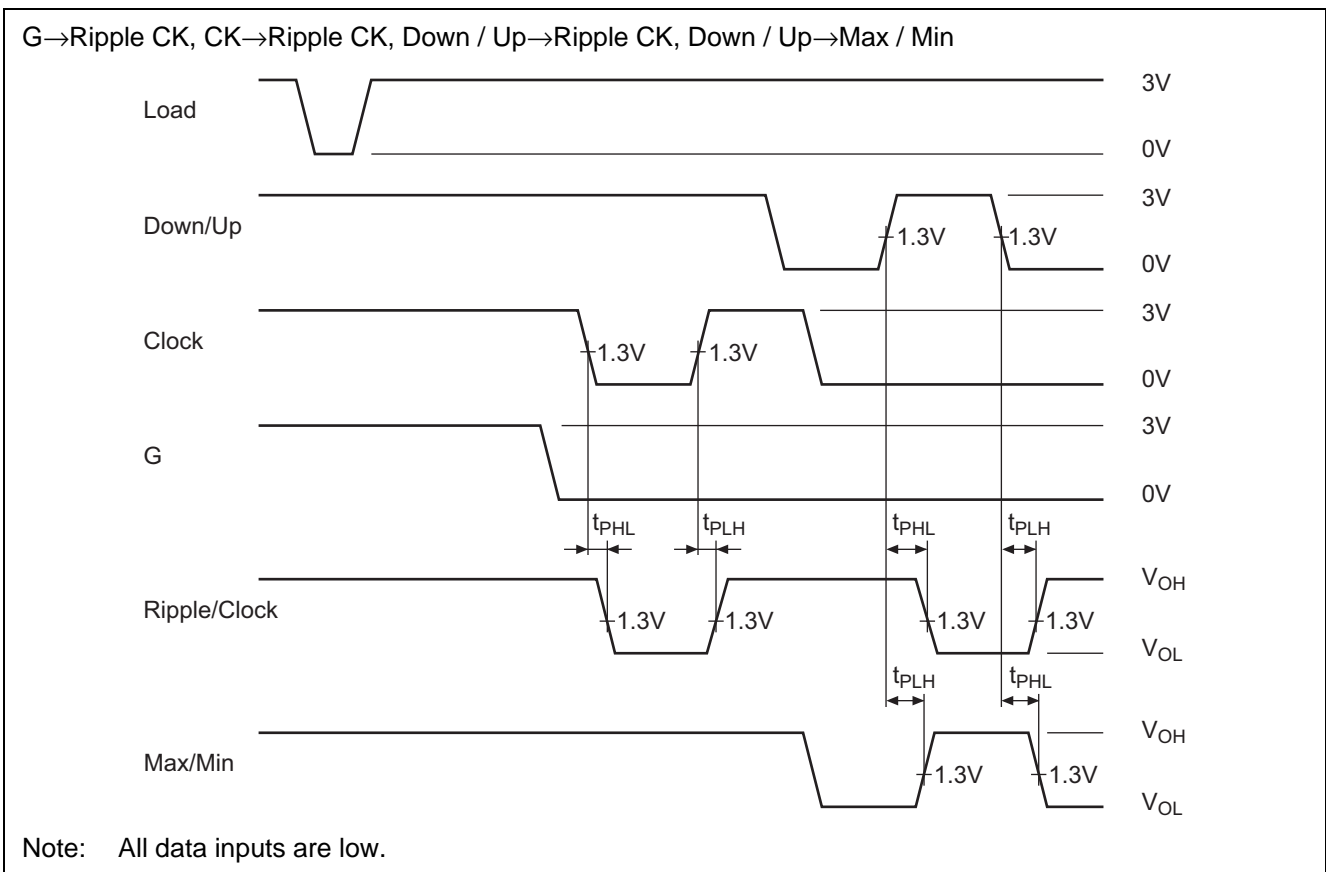 G→Ripple CK, CK→Ripple CK, Down / Up→Ripple CK, Down / Up→Max / Min
Load
3V
0V
Down/Up
1.3V
1.3V
3V
0V
Clock
1.3V
1.3V
3V
0V
G
3V
0V
tPHL
tPLH
tPHL
tPLH
Ripple/Clock
1.3V
1.3V
1.3V
1.3V
VOH
VOL
tPLH
tPHL
Max/Min
1.3V
1.3V
VOH
VOL
Note: All data inputs are low.